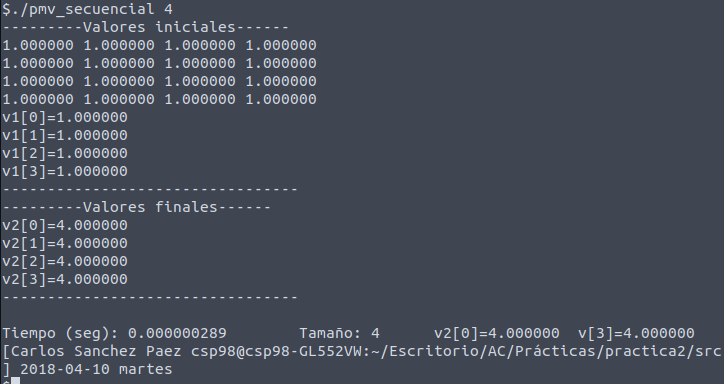 $./pmv_secuencial 4
---------Valores iniciales------
1.000000 1.000000 1.000000 1.000000
1.000000 1.000000 1.000000 1.000000
1.000000 1.000000 1.000000 1.000000
1.000000 1.000000 1.000000 1.000000
v1[0]=1.000000
v1[1]=1.000000
v1[2]=1.000000
v1[3]=1.000000
---------------------------------
---------Valores finales------
v2[0]=4.000000
v2[1]=4.000000
v2[2]=4.000000
v2[3]=4.000000
---------------------------------
Tiempo (seg): 0.000000289        Tamaño: 4      v2[0]=4.000000  v[3]=4.000000
[Carlos Sanchez Paez csp98@csp98-GL552VW:~/Escritorio/AC/Prácticas/practica2/src
] 2018-04-10 martes
$